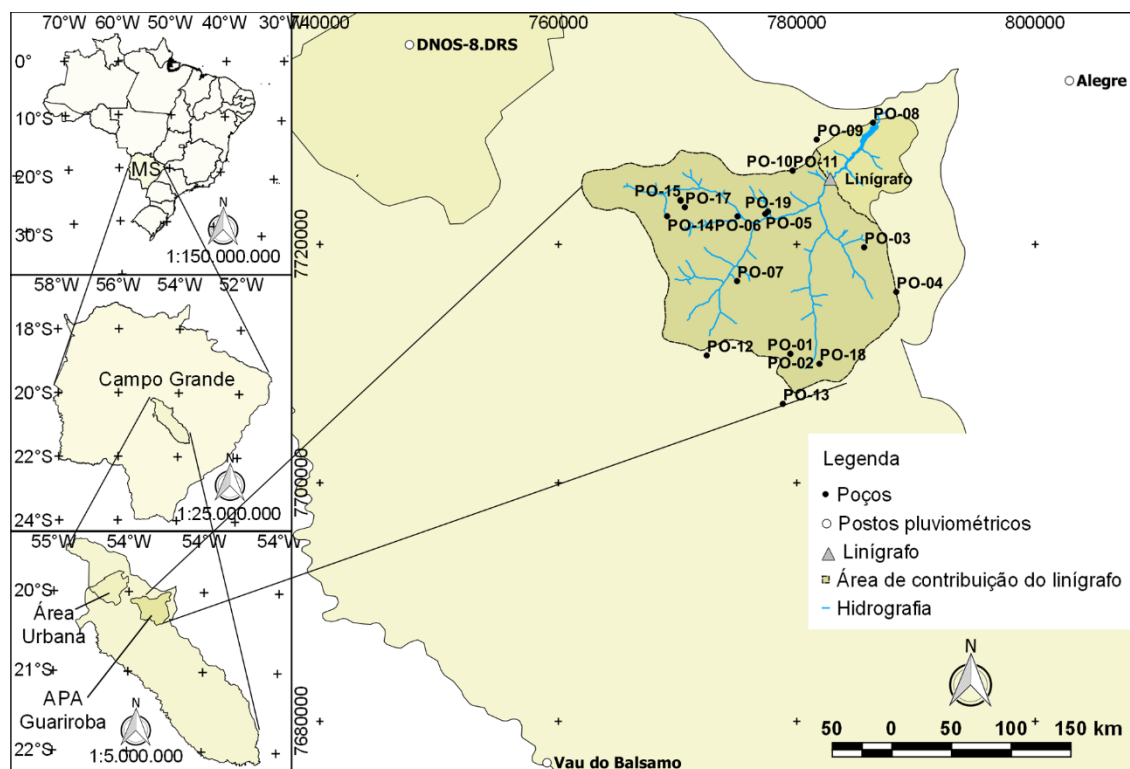 70°W 60°W 50°W 40°W 30°W
0°
10°S
20°S
30°S
MS
N
1:150.000.000
58°W 56°W 54°W 52°W
18°S
20°S
22°S
24°S
Campo Grande
N
1:25.000.000
55°W 54°W 54°W 54°W
20°S
21°S
22°S
Área
Urbana
APA
Guariroba
N
1:5.000.000
740000 760000 780000 800000
7720000
7700000
7680000
DNOS-8.DRS
Alegre
PO-08
PO-09
PO-10 PO-11
Linígrafo
PO-15
PO-17
PO-19
PO-14 PO-06
PO-05
PO-03
PO-07
PO-04
PO-12
PO-01
PO-02
PO-18
PO-13
Vau do Balsamo
Legenda
Poços
Postos pluviométricos
Linígrafo
Área de contribuição do linígrafo
Hidrografia
N
50 0 50 100 150 km